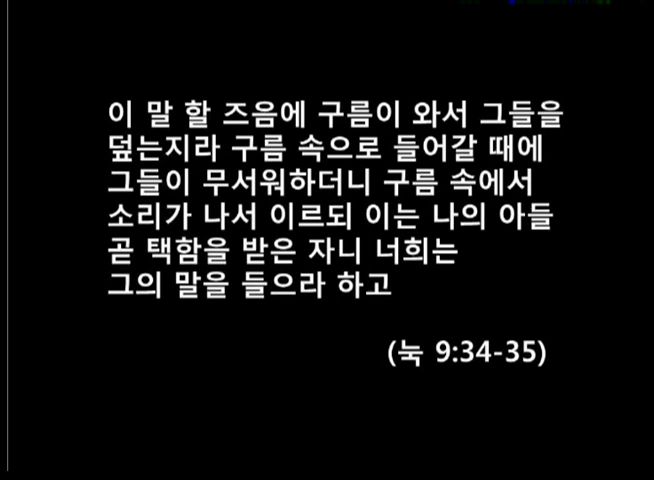 이 말 할 즈음에 구름이 와서 그들을
덮는지라 구름 속으로 들어갈 때에
그들이 무서워하더니 구름 속에서
소리가 나서 이르되 이는 나의 아들
곧 택함을 받은 자니 너희는
그의 말을 들으라 하고
(눅 9:34-35)